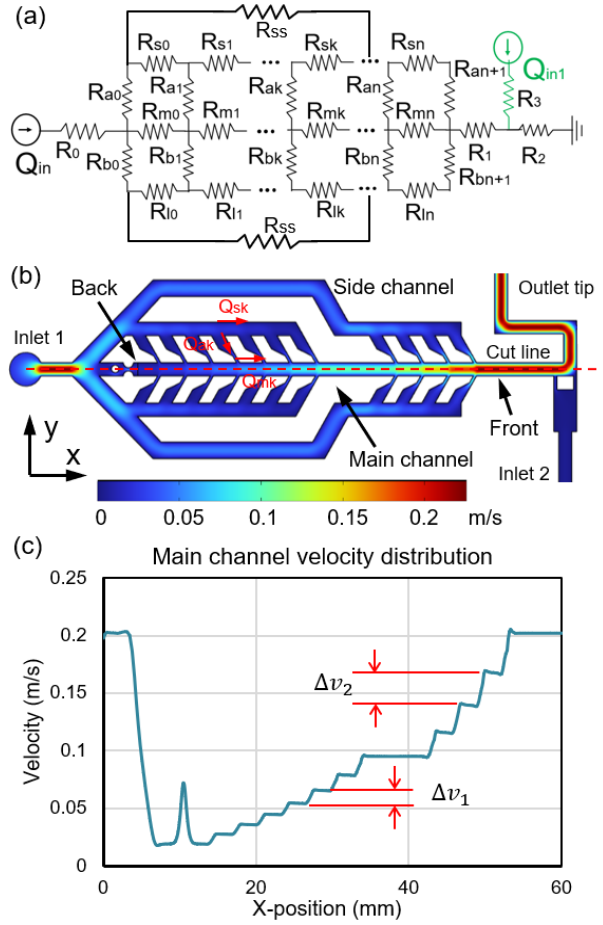 (a)
Rss
Rs0 Rs1 Rsk Rsn
Ra0 Ra1 Rak Ran Ran+1 Qin1
Rm0 Rm1 Rmk Rmn R3
Qin R0 Rb0 Rb1 Rbk Rbn R1 R2
Rbn+1
Rl0 Rl1 Rlk Rln
Rss
(b)
Back Side channel Outlet tip
Qsk
Inlet 1 Qak Cut line
Qmk
y Front
x Main channel Inlet 2
0 0.05 0.1 0.15 0.2
m/s
(c)
Main channel velocity distribution
0.25
0.2
0.15
0.1
0.05
0
Velocity (m/s)
Δv2
Δv1
0 20 40 60
X-position (mm)